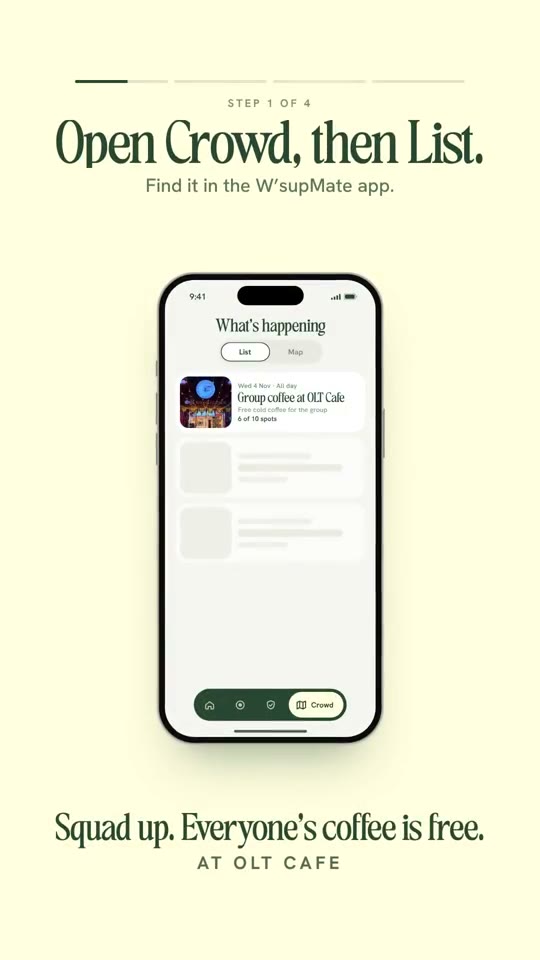 STEP 1 OF 4
Open Crowd, then List.
Find it in the W’supMate app.
9:41
What’s happening
List
Map
Wed 4 Nov · All day
Group coffee at OLT Cafe
Free cold coffee for the group
6 of 10 spots
Crowd
Squad up. Everyone’s coffee is free.
AT OLT CAFE